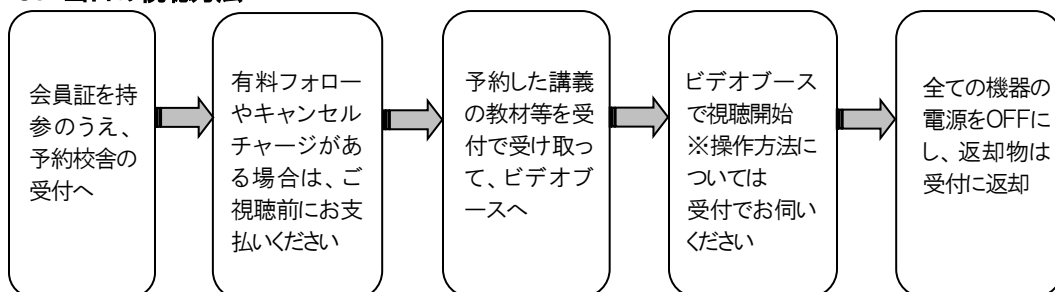 会員証を持
参のうえ、
予約校舎の
受付へ
有料フォロー
やキャンセル
チャージがあ
る場合は、ご
視聴前にお支
払いください
予約した講義
の教材等を受
付で受け取っ
て、ビデオブ
ースへ
ビデオブース
で視聴開始
※操作方法に
ついては
受付でお伺い
ください
全ての機器の
電源をOFFに
し、返却物は
受付に返却